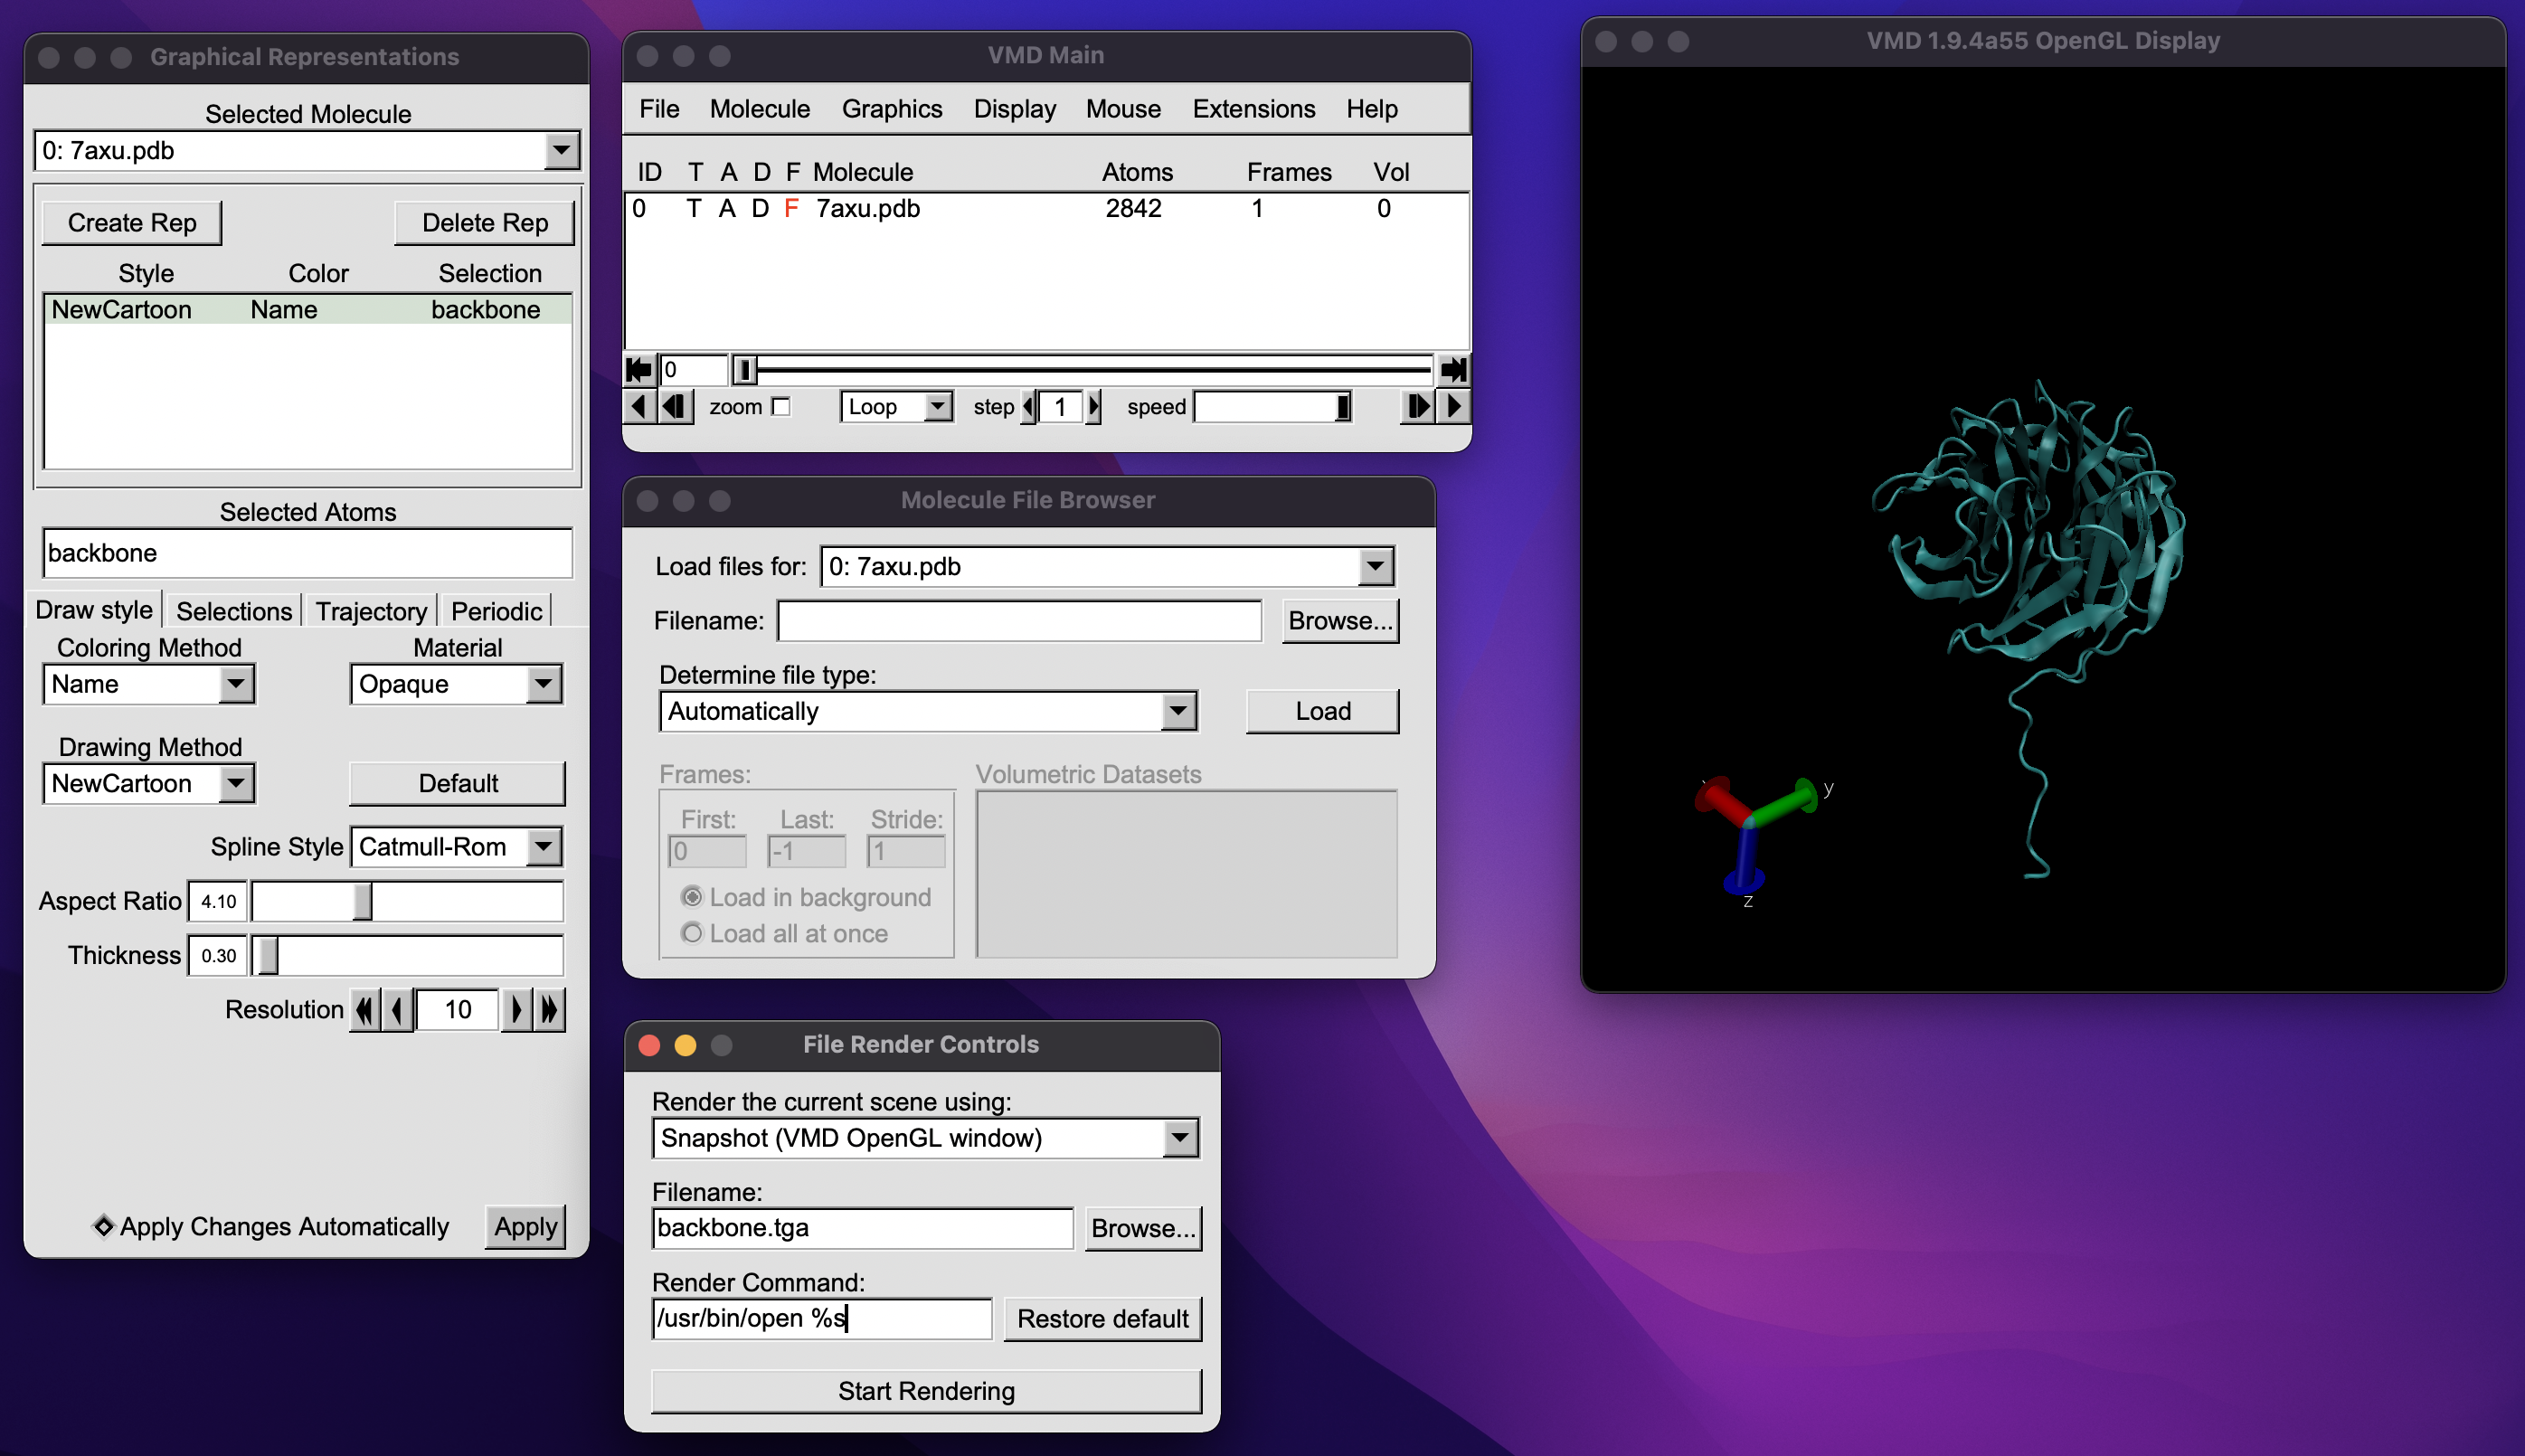 Graphical Representations
Selected Molecule
0: 7axu.pdb
Create Rep
Delete Rep
Style Color Selection
NewCartoon Name backbone
Selected Atoms
backbone
Draw style Selections Trajectory Periodic
Coloring Method Material
Name Opaque
Drawing Method
NewCartoon Default
Spline Style Catmull-Rom
Aspect Ratio 4.10
Thickness 0.30
Resolution 10
Apply Changes Automatically Apply
VMD Main
File Molecule Graphics Display Mouse Extensions Help
ID T A D F Molecule Atoms Frames Vol
0 T A D F 7axu.pdb 2842 1 0
0
zoom Loop step 1 speed
Molecule File Browser
Load files for: 0: 7axu.pdb
Filename: Browse...
Determine file type:
Automatically Load
Frames: Volumetric Datasets
First: Last: Stride:
0 -1 1
Load in background
Load all at once
File Render Controls
Render the current scene using:
Snapshot (VMD OpenGL window)
Filename:
backbone.tga Browse...
Render Command:
/usr/bin/open %s Restore default
Start Rendering
VMD 1.9.4a55 OpenGL Display
y
z